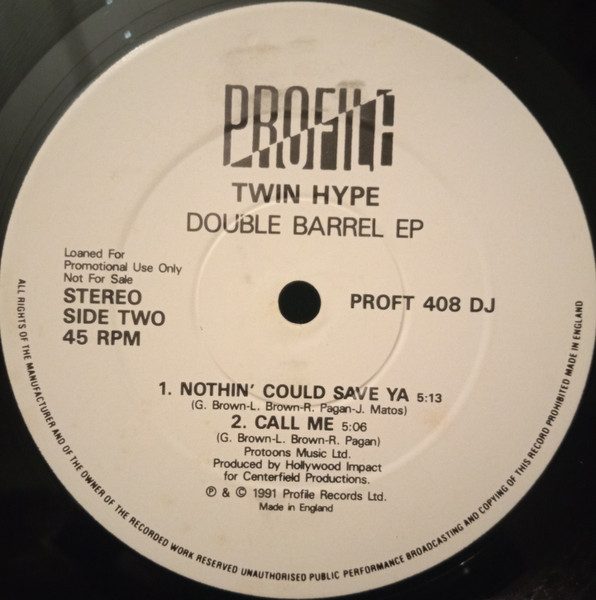 PROFILE
TWIN HYPE
DOUBLE BARREL EP
Loaned For
Promotional Use Only
Not For Sale
STEREO
SIDE TWO
45 RPM
PROFT 408 DJ
1. NOTHIN' COULD SAVE YA 5:13
(G. Brown-L. Brown-R. Pagan-J. Matos)
2. CALL ME 5:06
(G. Brown-L. Brown-R. Pagan)
Protoons Music Ltd.
Produced by Hollywood Impact
for Centerfield Productions.
℗ & © 1991 Profile Records Ltd.
Made in England
ALL RIGHTS OF THE MANUFACTURER AND OF THE OWNER OF THE RECORDED WORK RESERVED UNAUTHORISED PUBLIC PERFORMANCE BROADCASTING AND COPYING OF THIS RECORD PROHIBITED MADE IN ENGLAND